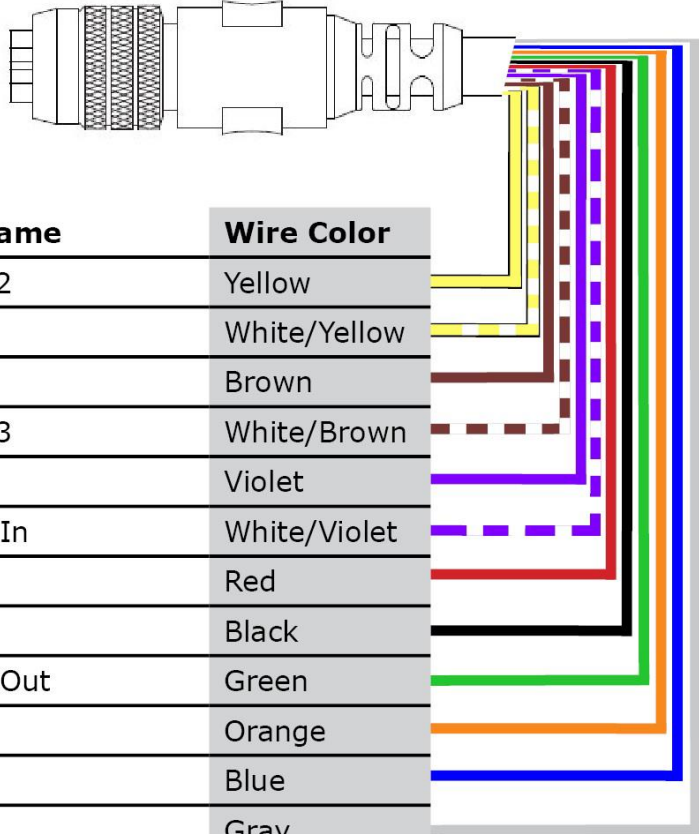 ame Wire Color
2 Yellow
White/Yellow
Brown
3 White/Brown
Violet
In White/Violet
Red
Black
Out Green
Orange
Blue
Gray